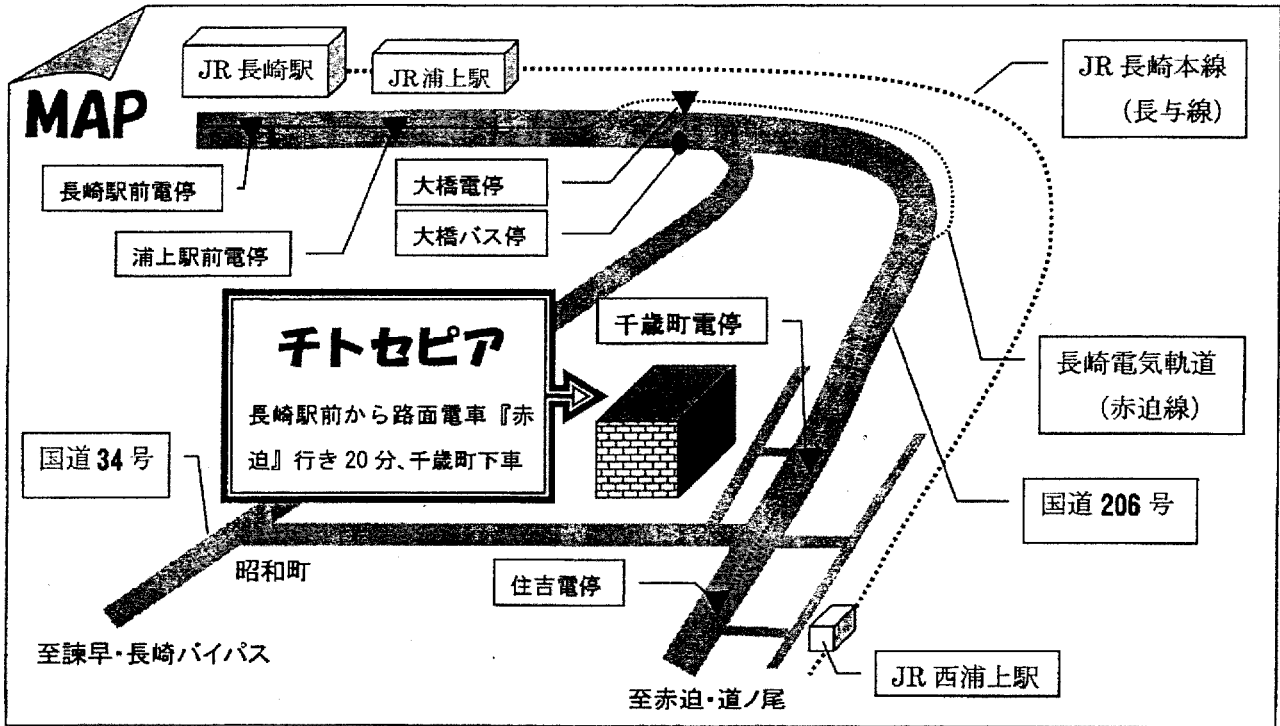 MAP
JR 長崎駅
JR 浦上駅
JR 長崎本線
(長与線)
長崎駅前電停
浦上駅前電停
大橋電停
大橋バス停
千歳町電停
チトセピア
長崎駅前から路面電車『赤
迫』行き 20 分、千歳町下車
長崎電気軌道
(赤迫線)
国道 34 号
国道 206 号
昭和町
住吉電停
至諫早・長崎バイパス
JR 西浦上駅
至赤迫・道ノ尾